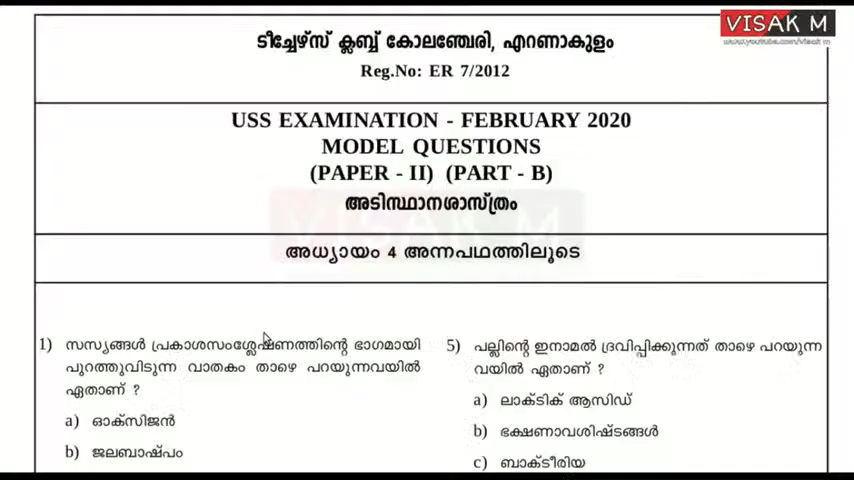 VISAK M
www.youtube.com/visak m
ടീച്ചേഴ്സ് ക്ലബ്ബ് കോലഞ്ചേരി, എറണാകുളം
Reg.No: ER 7/2012
USS EXAMINATION - FEBRUARY 2020
MODEL QUESTIONS
(PAPER - II) (PART - B)
അടിസ്ഥാനശാസ്ത്രം
VISAK M
അധ്യായം 4 അന്നപഥത്തിലൂടെ
1) സസ്യങ്ങൾ പ്രകാശസംശ്ലേഷണത്തിന്റെ ഭാഗമായി
പുറത്തുവിടുന്ന വാതകം താഴെ പറയുന്നവയിൽ
ഏതാണ് ?
a) ഓക്സിജൻ
b) ജലബാഷ്പം
5) പല്ലിന്റെ ഇനാമൽ ദ്രവിപ്പിക്കുന്നത് താഴെ പറയുന്ന
വയിൽ ഏതാണ് ?
a) ലാക്ടിക് ആസിഡ്
b) ഭക്ഷണാവശിഷ്ടങ്ങൾ
c) ബാക്ടീരിയ